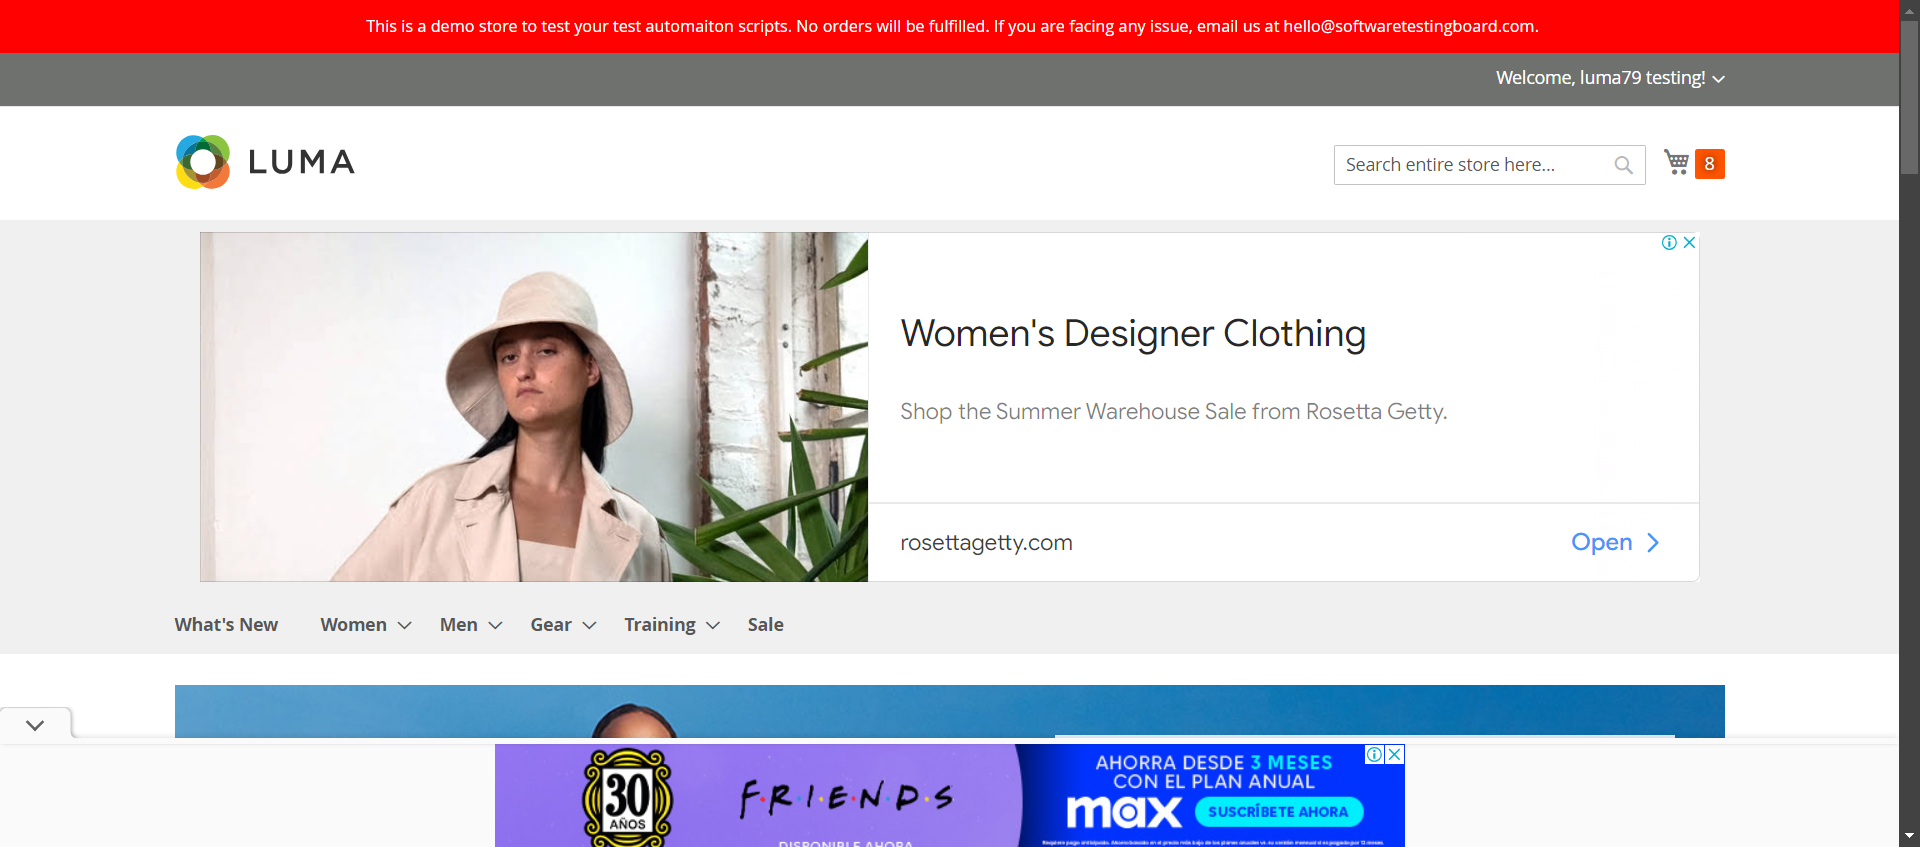 This is a demo store to test your test automaiton scripts. No orders will be fulfilled. If you are facing any issue, email us at hello@softwaretestingboard.com.
Welcome, luma79 testing!
LUMA
Search entire store here...
8
Women's Designer Clothing
Shop the Summer Warehouse Sale from Rosetta Getty.
rosettagetty.com
Open
What's New
Women
Men
Gear
Training
Sale
30
AÑOS
F·R·I·E·N·D·S
DISPONIBLE AHORA
AHORRA DESDE 3 MESES
CON EL PLAN ANUAL
max
SUSCRÍBETE AHORA